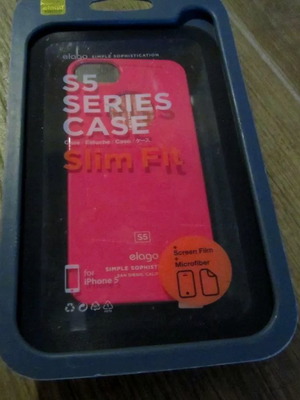 elago SIMPLE SOPHISTICATION
S5
SERIES
CASE
Slim Fit
S5
elago
SIMPLE SOPHISTICATION
for
iPhone 5
+
Screen Film
+
Microfiber